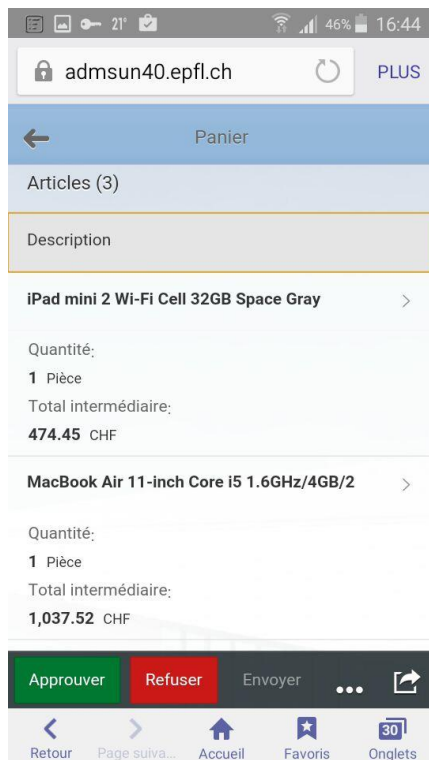 21° 46% 16:44
admsun40.epfl.ch PLUS
Panier
Articles (3)
Description
iPad mini 2 Wi-Fi Cell 32GB Space Gray
Quantité:
1 Pièce
Total intermédiaire:
474.45 CHF
MacBook Air 11-inch Core i5 1.6GHz/4GB/2
Quantité:
1 Pièce
Total intermédiaire:
1,037.52 CHF
Approuver Refuser Envoyer ...
30
Retour Page suiva... Accueil Favoris Onglets